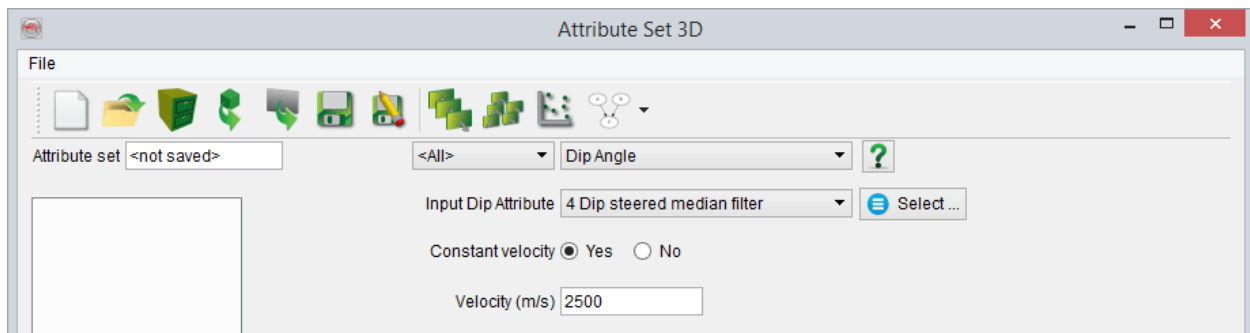 Attribute Set 3D
File
Attribute set <not saved> <All> Dip Angle ?
Input Dip Attribute 4 Dip steered median filter Select ...
Constant velocity Yes No
Velocity (m/s) 2500